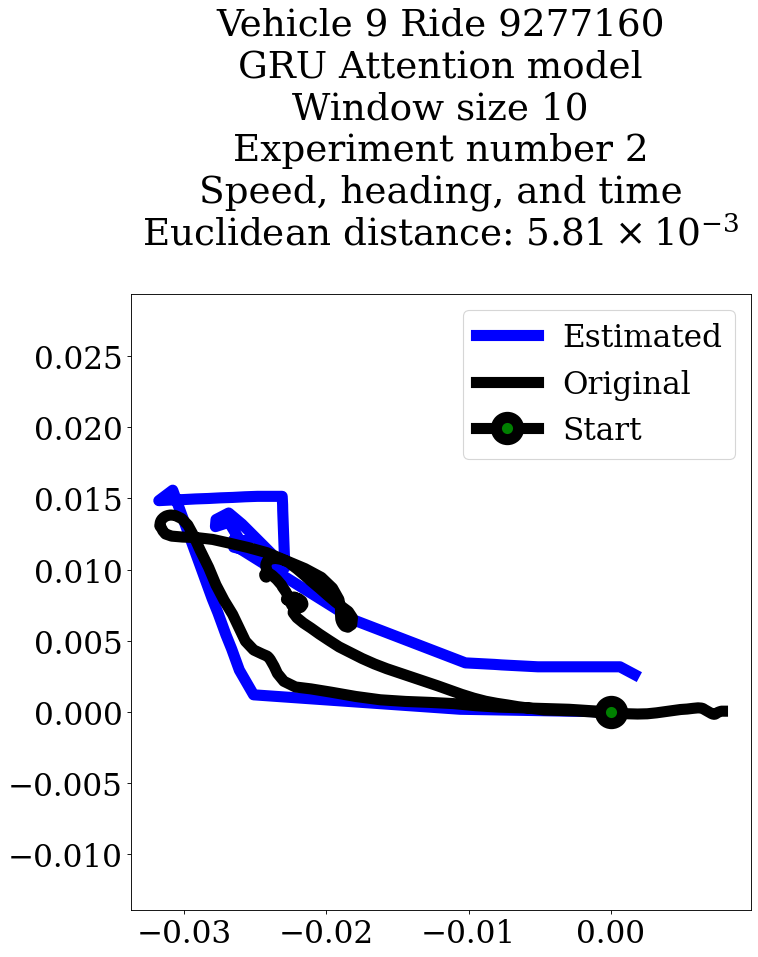 Vehicle 9 Ride 9277160
GRU Attention model
Window size 10
Experiment number 2
Speed, heading, and time
Euclidean distance: 5.81 × 10⁻³
Estimated
Original
Start
0.025
0.020
0.015
0.010
0.005
0.000
−0.005
−0.010
−0.03 −0.02 −0.01 0.00